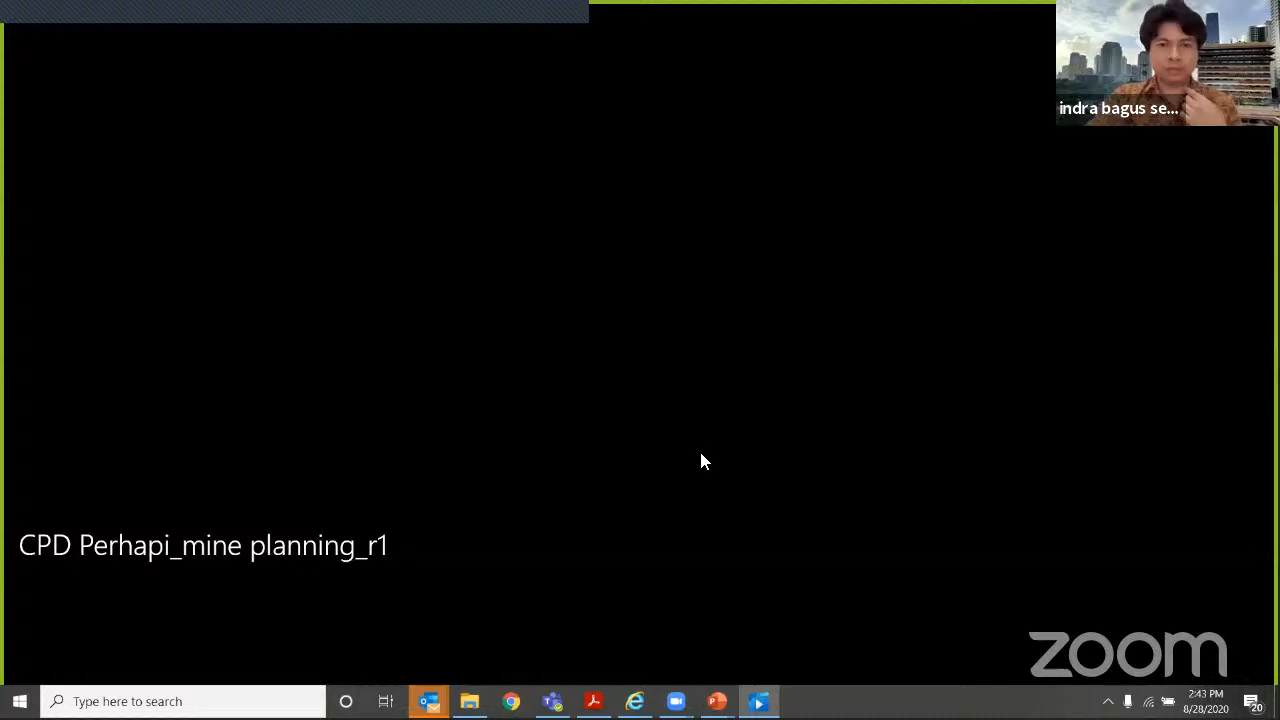 indra bagus se...
CPD Perhapi_mine planning_r1
zoom
Type here to search
2:43 PM
8/28/2020
20